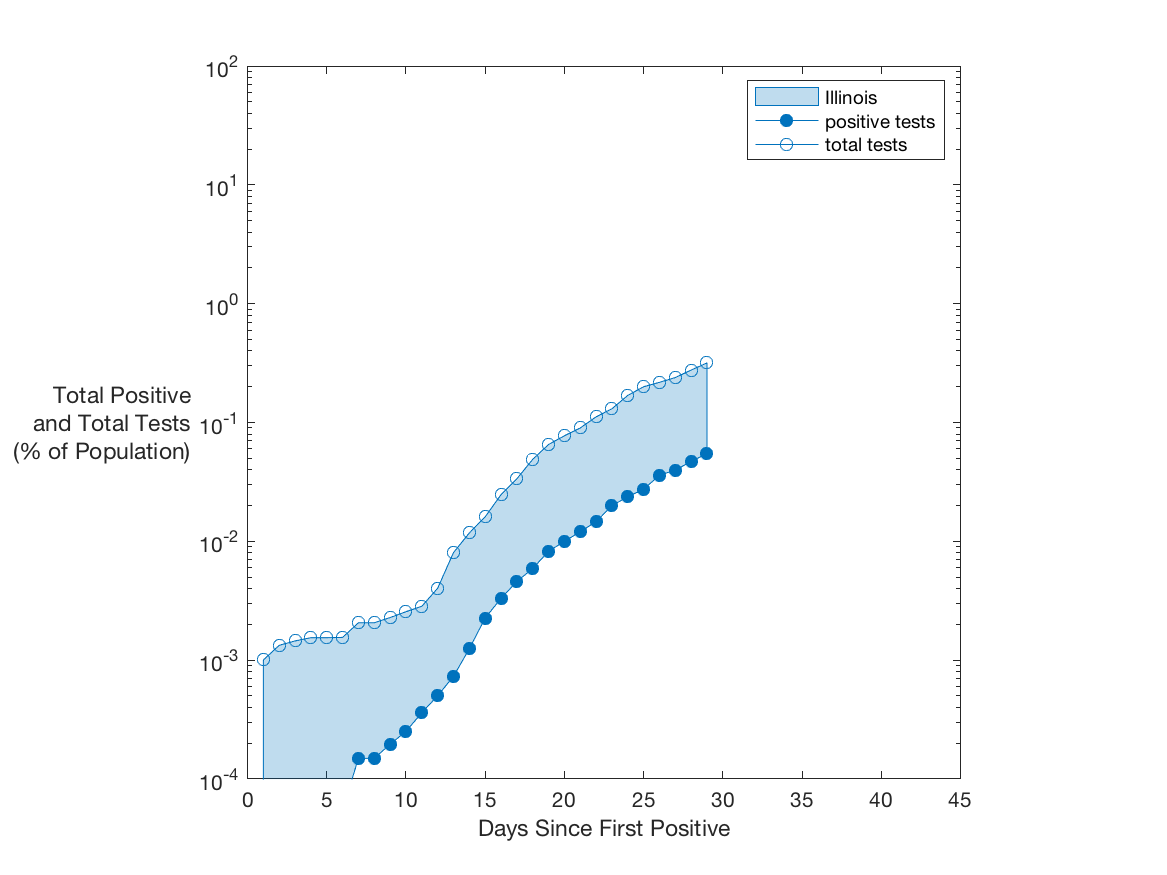 10^2
10^1
10^0
10^-1
10^-2
10^-3
10^-4
Total Positive
and Total Tests
(% of Population)
Illinois
positive tests
total tests
0 5 10 15 20 25 30 35 40 45
Days Since First Positive